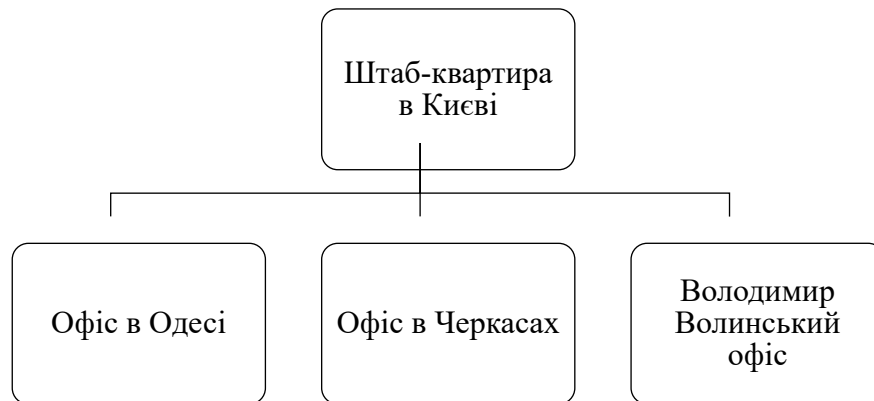 Штаб-квартира
в Києві
Офіс в Одесі
Офіс в Черкасах
Володимир
Волинський
офіс